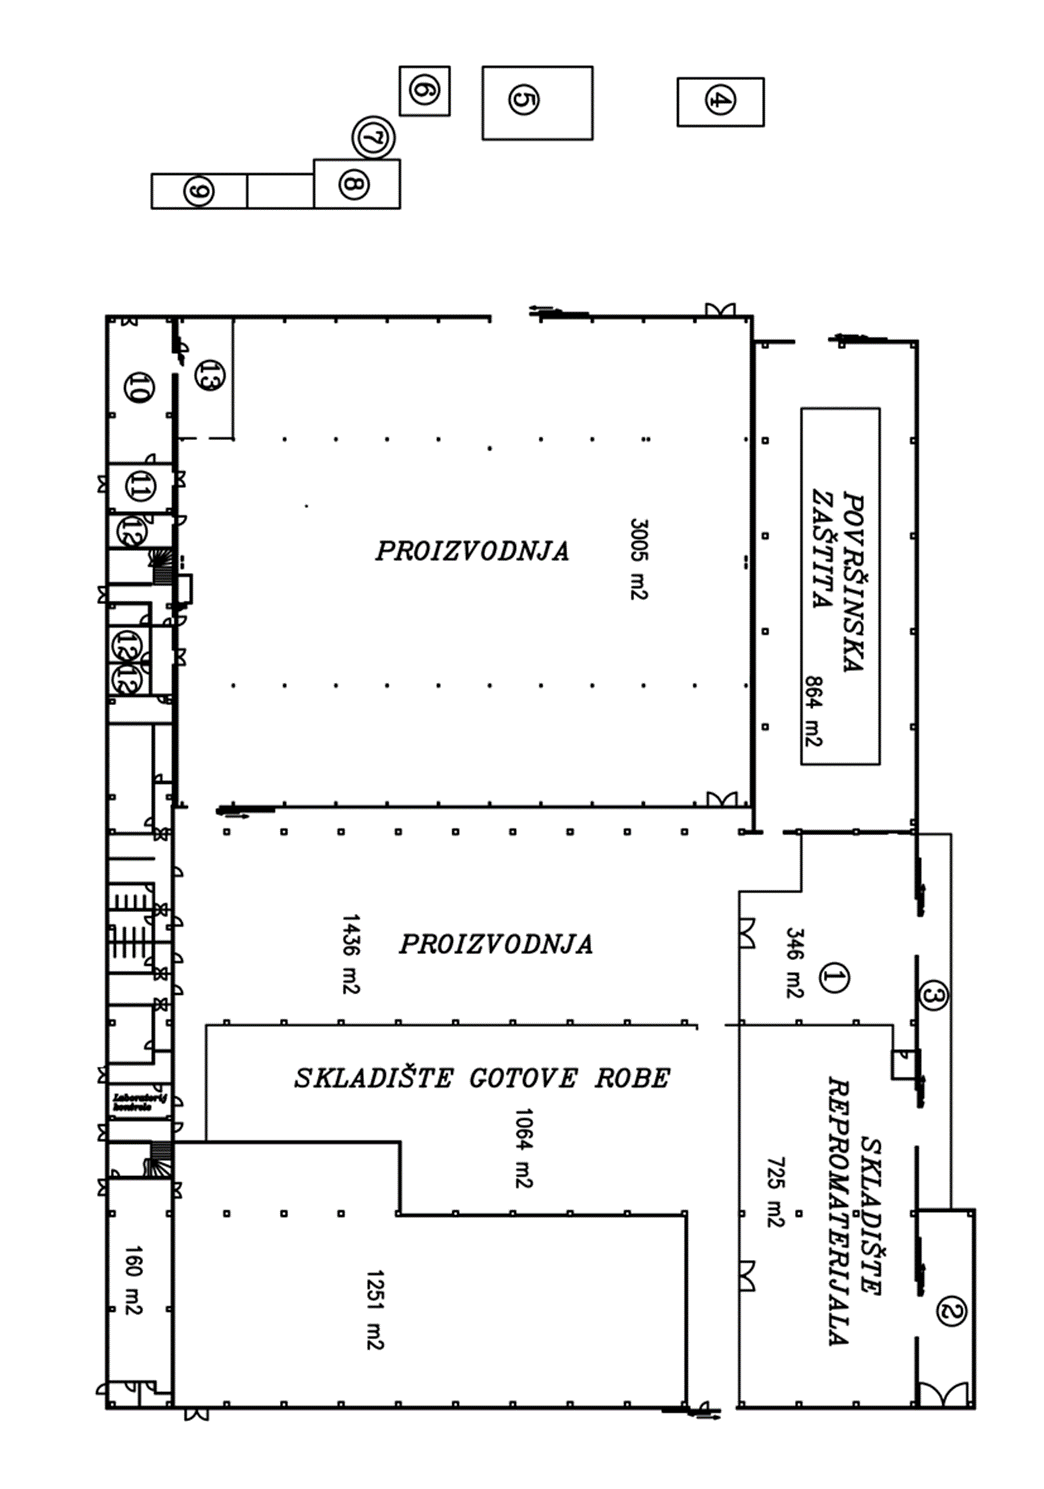 6
5
4
7
8
9
10
13
11
12
12
12
PROIZVODNJA
3005 m2
POVRŠINSKA
ZAŠTITA
864 m2
PROIZVODNJA
1436 m2
346 m2
1
3
SKLADIŠTE GOTOVE ROBE
1064 m2
SKLADIŠTE
REPROMATERIJALA
725 m2
Laboratorij
kontrole
160 m2
1251 m2
2